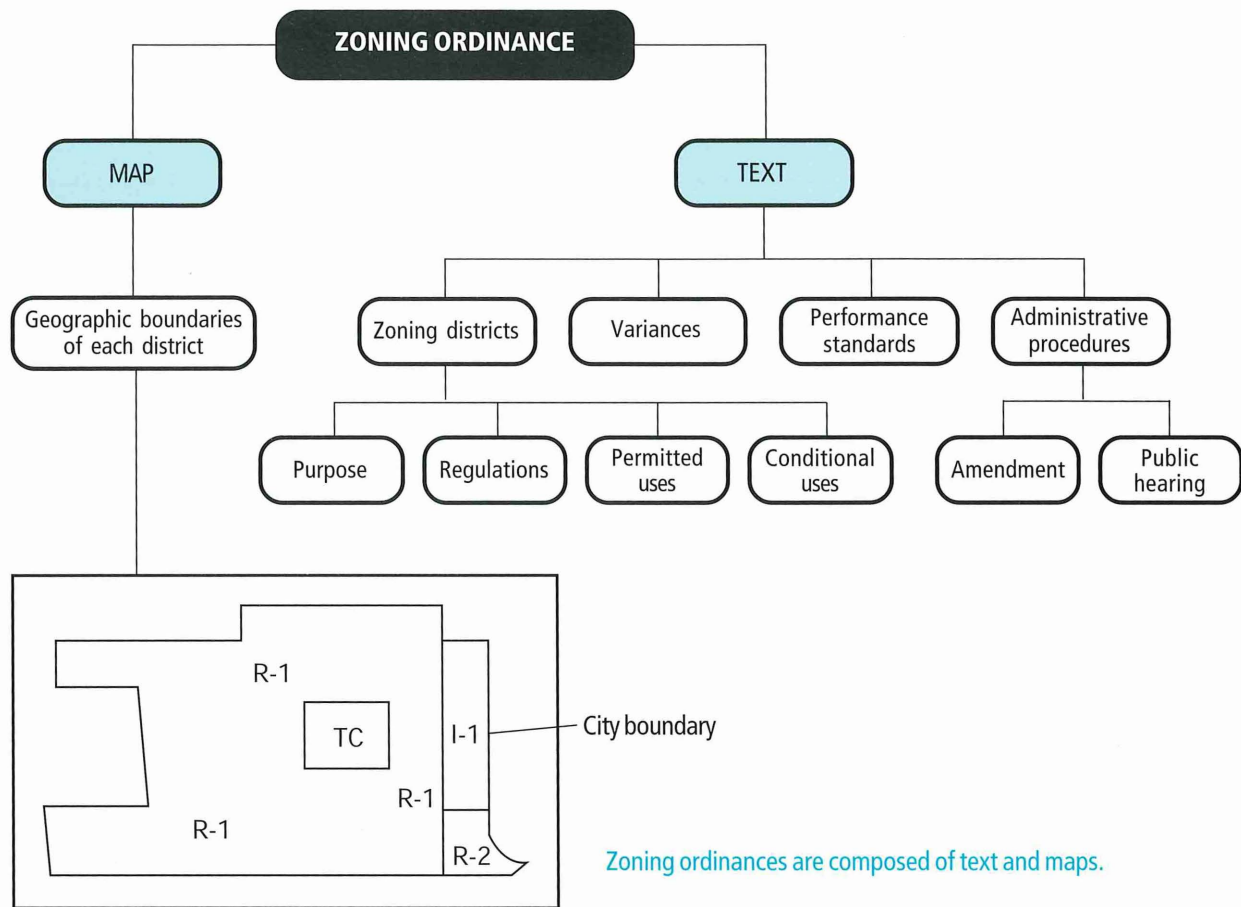 ZONING ORDINANCE
MAP
TEXT
Geographic boundaries
of each district
Zoning districts
Variances
Performance
standards
Administrative
procedures
Purpose
Regulations
Permitted
uses
Conditional
uses
Amendment
Public
hearing
R-1
TC
I-1
City boundary
R-1
R-1
R-2
Zoning ordinances are composed of text and maps.